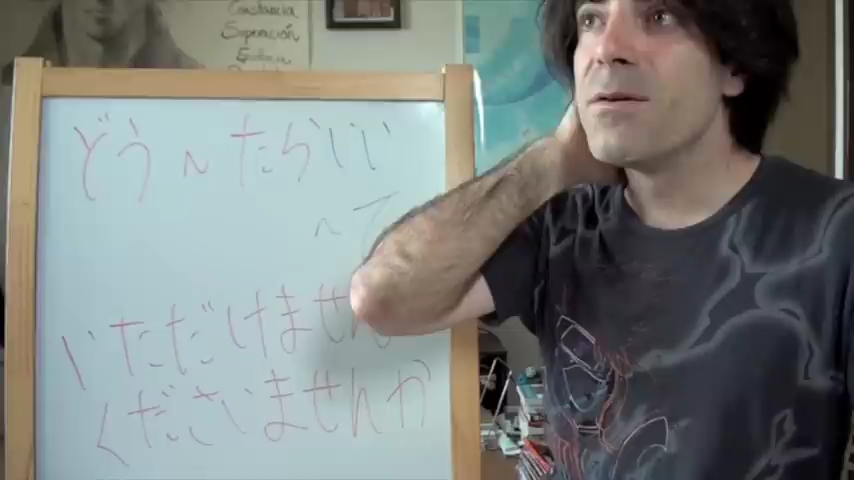 Constancia
Superación
どう〜たらいい
〜て
いただけません
くださいませんか